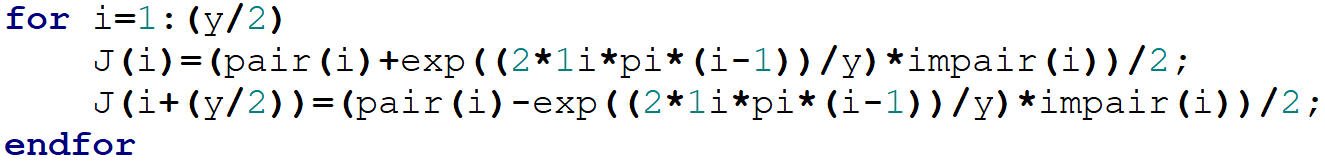 for i=1:(y/2)
    J(i)=(pair(i)+exp((2*1i*pi*(i-1))/y)*impair(i))/2;
    J(i+(y/2))=(pair(i)-exp((2*1i*pi*(i-1))/y)*impair(i))/2;
endfor